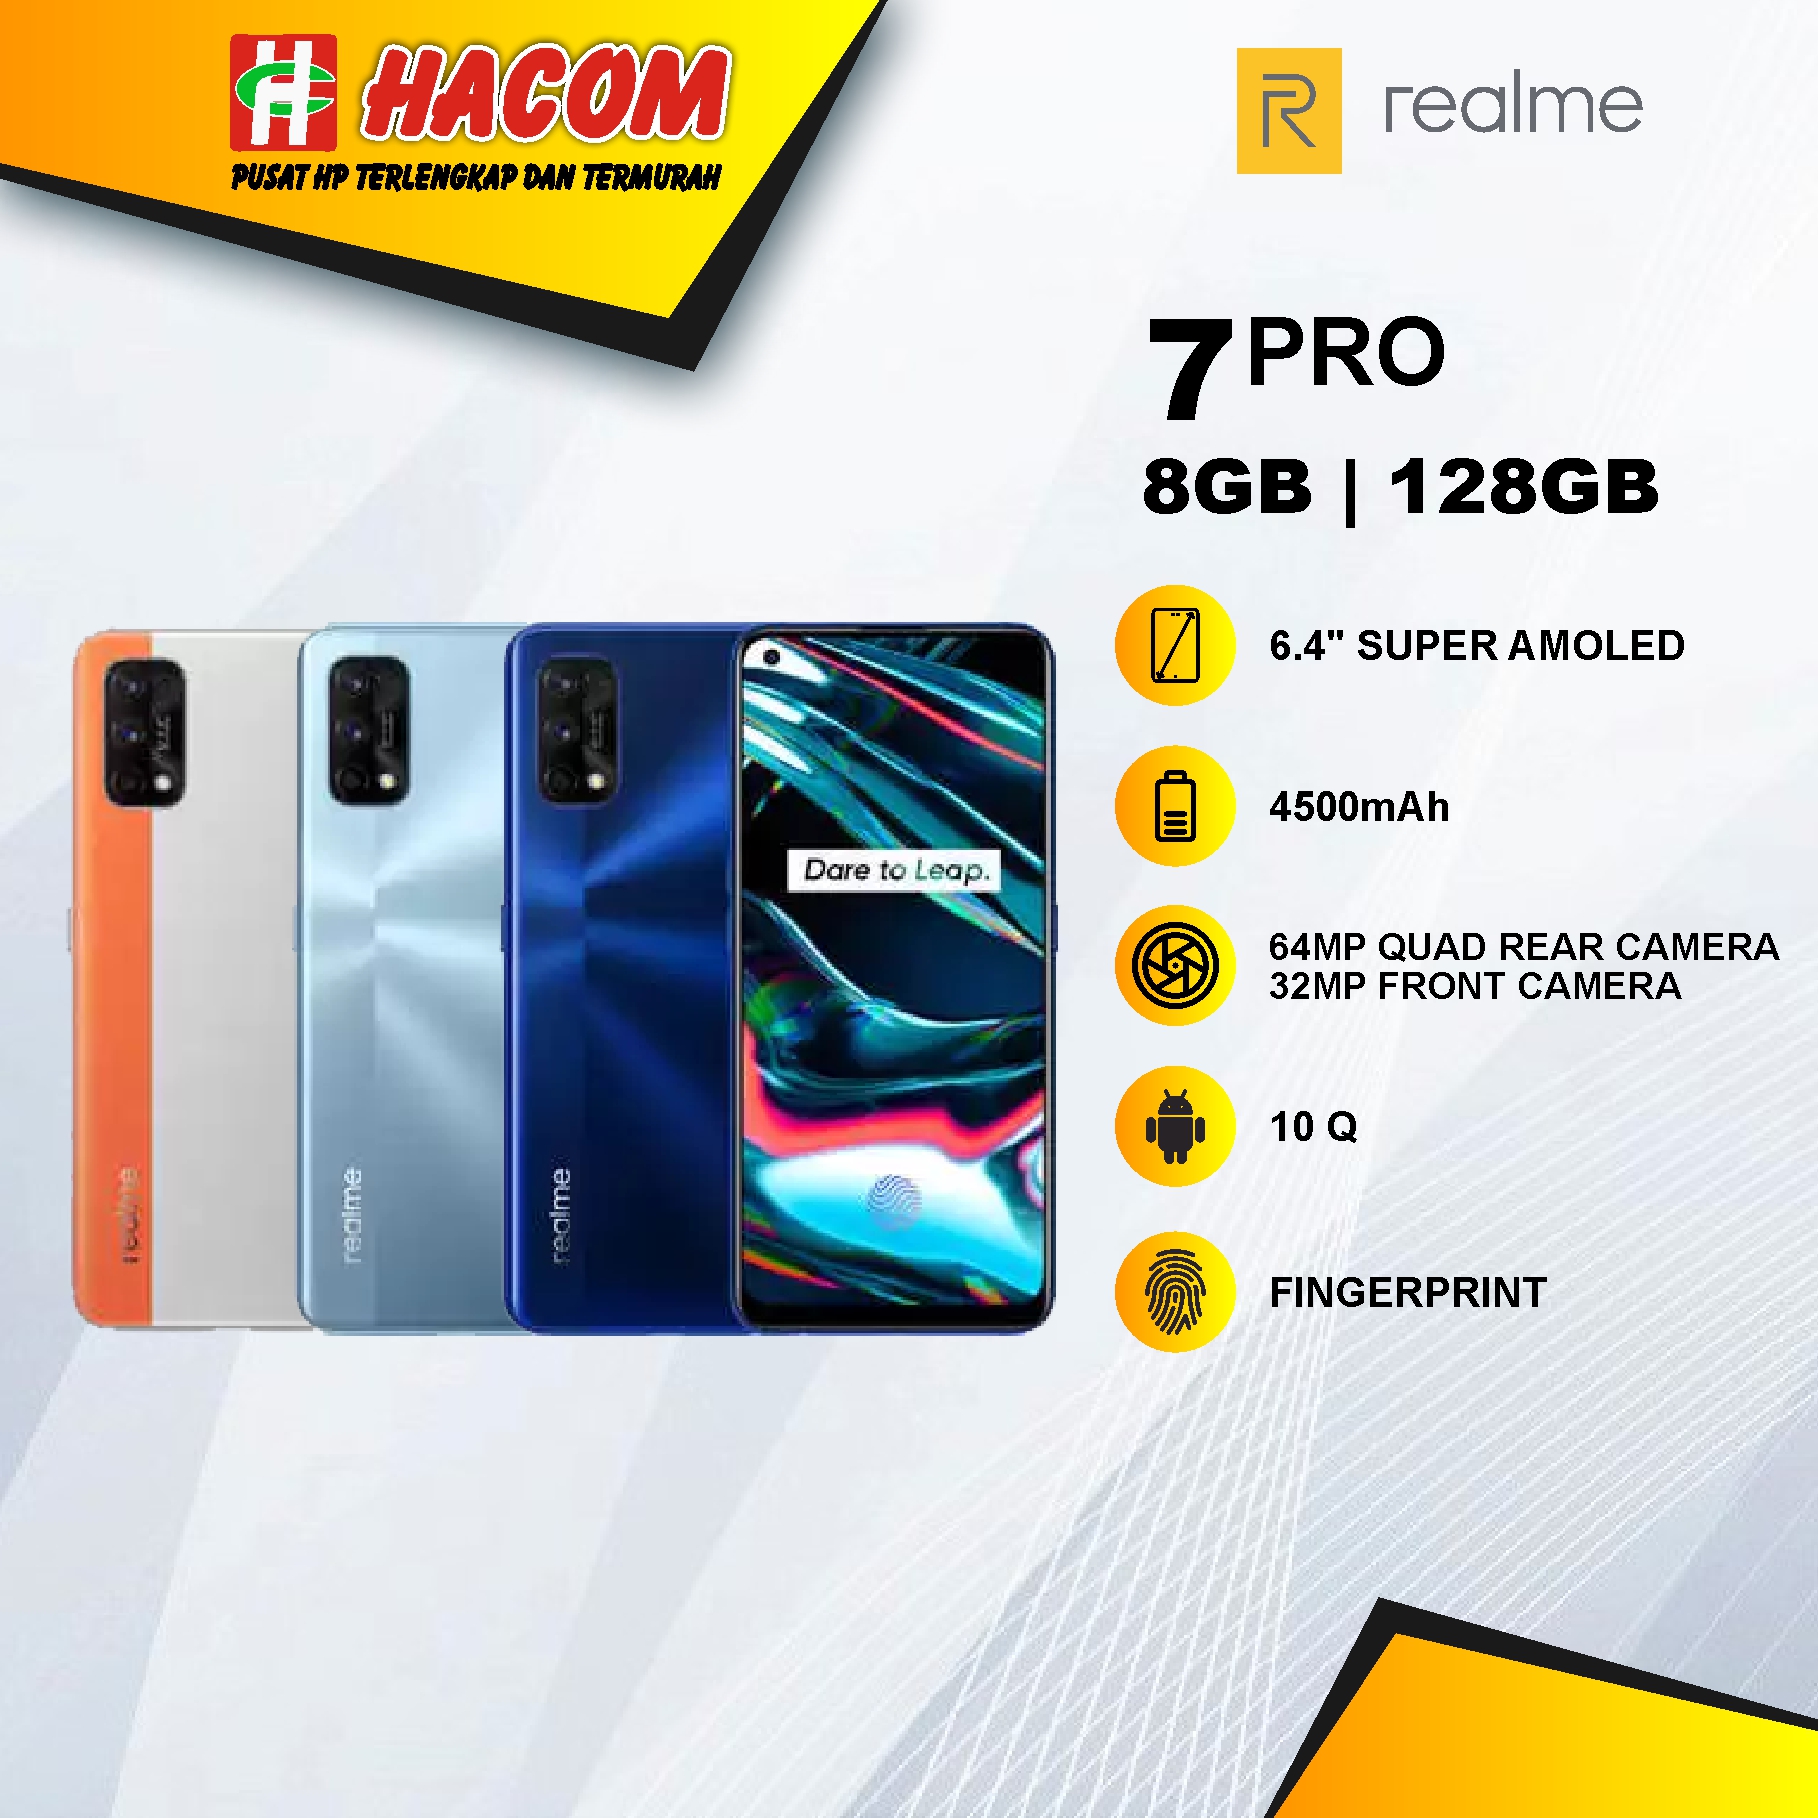 HACOM
PUSAT HP TERLENGKAP DAN TERMURAH
realme
7 PRO
8GB | 128GB
6.4" SUPER AMOLED
4500mAh
64MP QUAD REAR CAMERA
32MP FRONT CAMERA
10 Q
FINGERPRINT
Dare to Leap.
realme
realme
realme